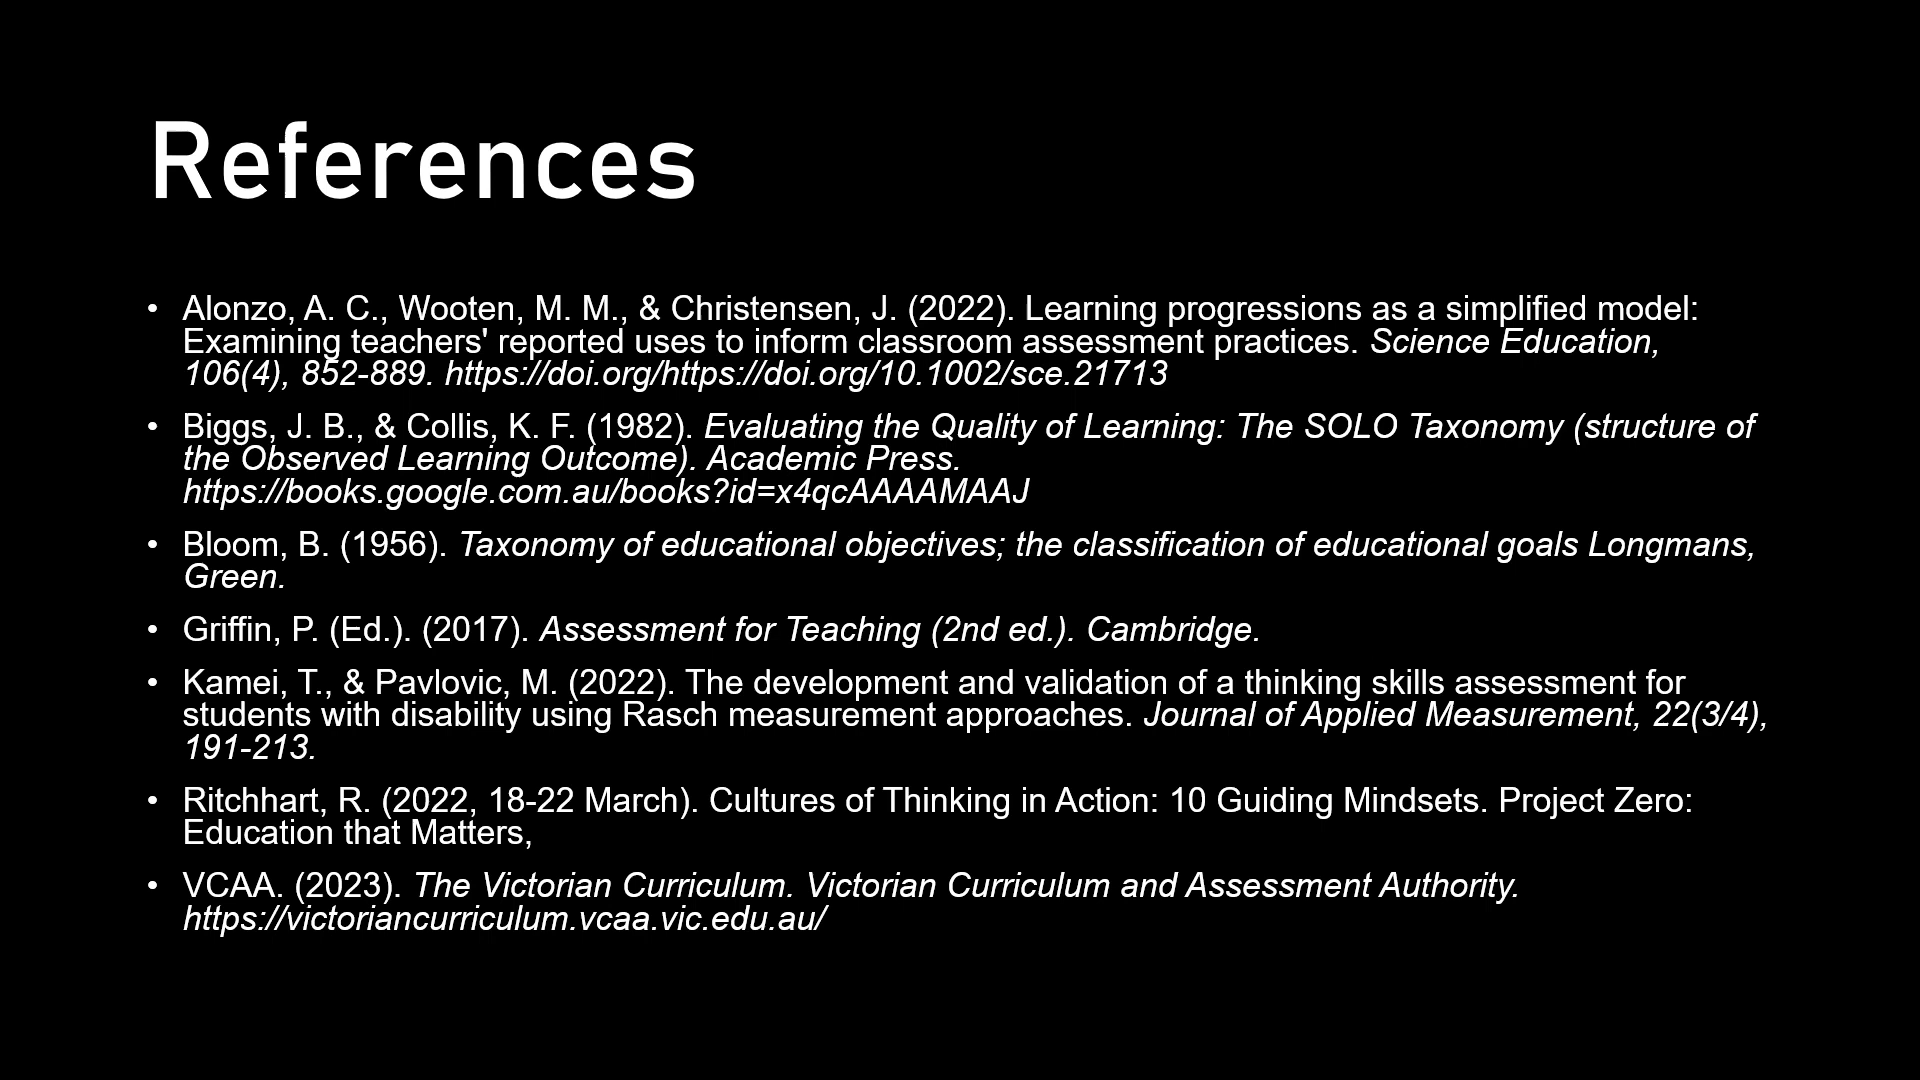 References
• Alonzo, A. C., Wooten, M. M., & Christensen, J. (2022). Learning progressions as a simplified model:
Examining teachers' reported uses to inform classroom assessment practices. Science Education,
106(4), 852-889. https://doi.org/https://doi.org/10.1002/sce.21713
• Biggs, J. B., & Collis, K. F. (1982). Evaluating the Quality of Learning: The SOLO Taxonomy (structure of
the Observed Learning Outcome). Academic Press.
https://books.google.com.au/books?id=x4qcAAAAMAAJ
• Bloom, B. (1956). Taxonomy of educational objectives; the classification of educational goals Longmans,
Green.
• Griffin, P. (Ed.). (2017). Assessment for Teaching (2nd ed.). Cambridge.
• Kamei, T., & Pavlovic, M. (2022). The development and validation of a thinking skills assessment for
students with disability using Rasch measurement approaches. Journal of Applied Measurement, 22(3/4),
191-213.
• Ritchhart, R. (2022, 18-22 March). Cultures of Thinking in Action: 10 Guiding Mindsets. Project Zero:
Education that Matters,
• VCAA. (2023). The Victorian Curriculum. Victorian Curriculum and Assessment Authority.
https://victoriancurriculum.vcaa.vic.edu.au/